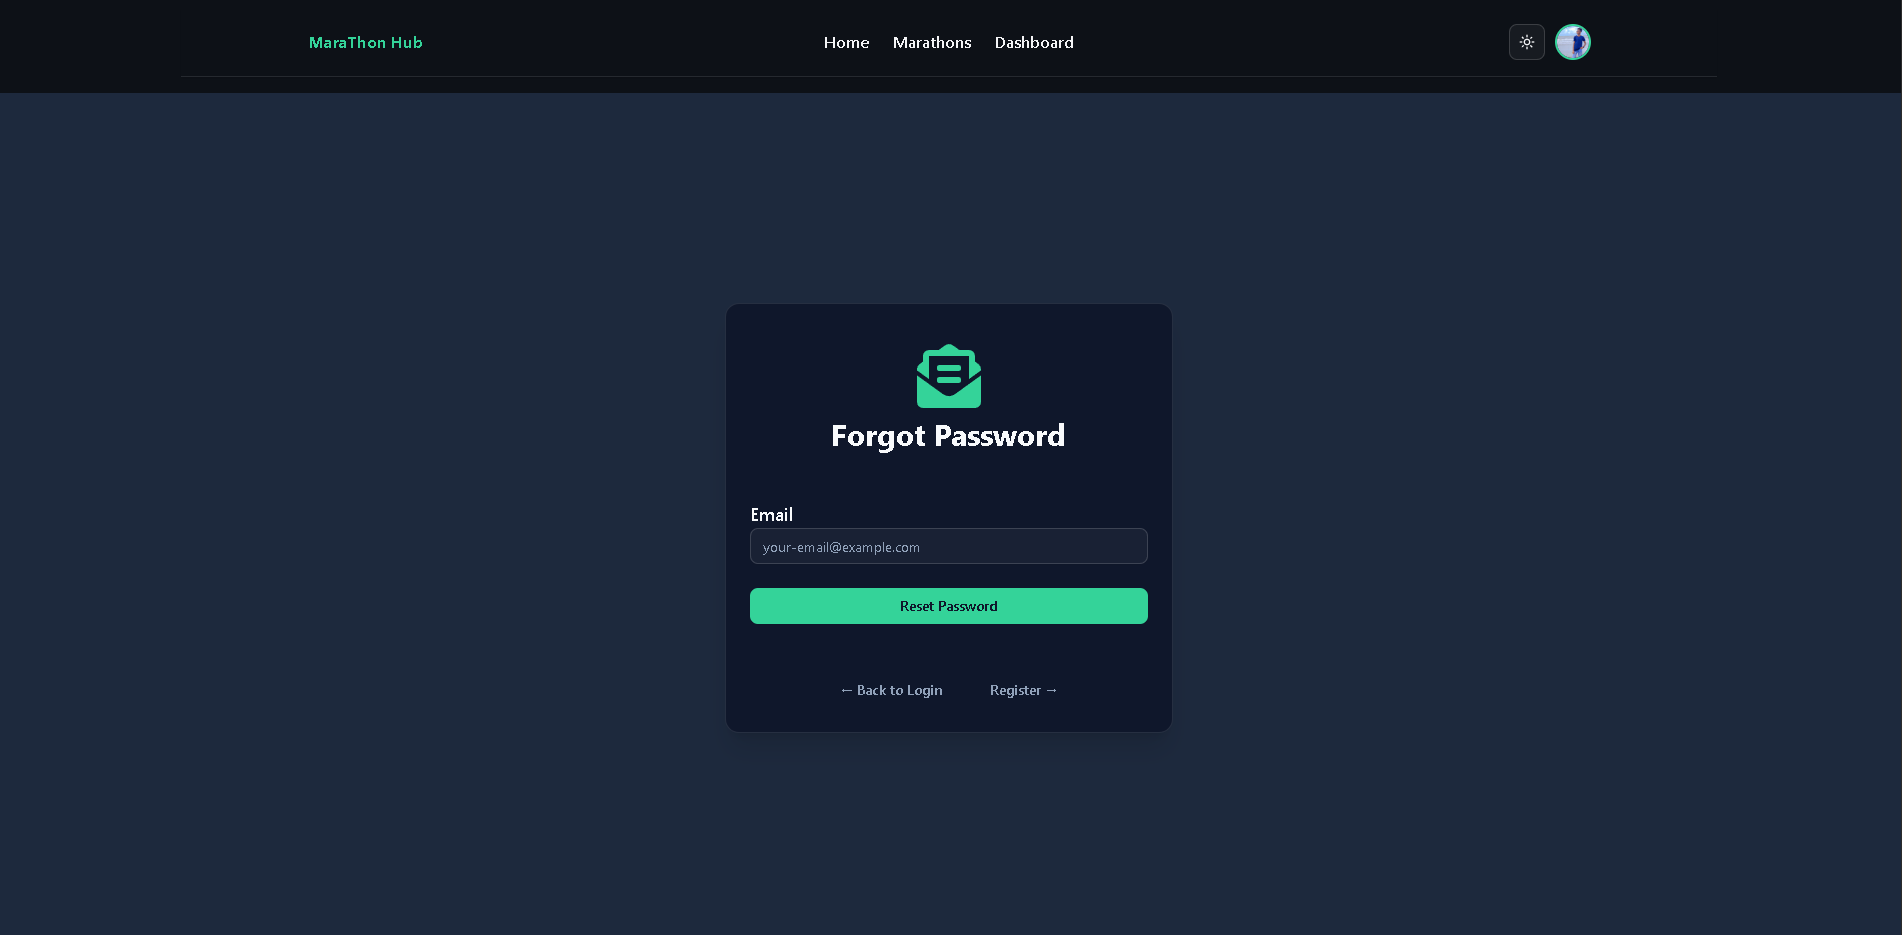 MaraThon Hub
Home Marathons Dashboard
Forgot Password
Email
your-email@example.com
Reset Password
← Back to Login Register →